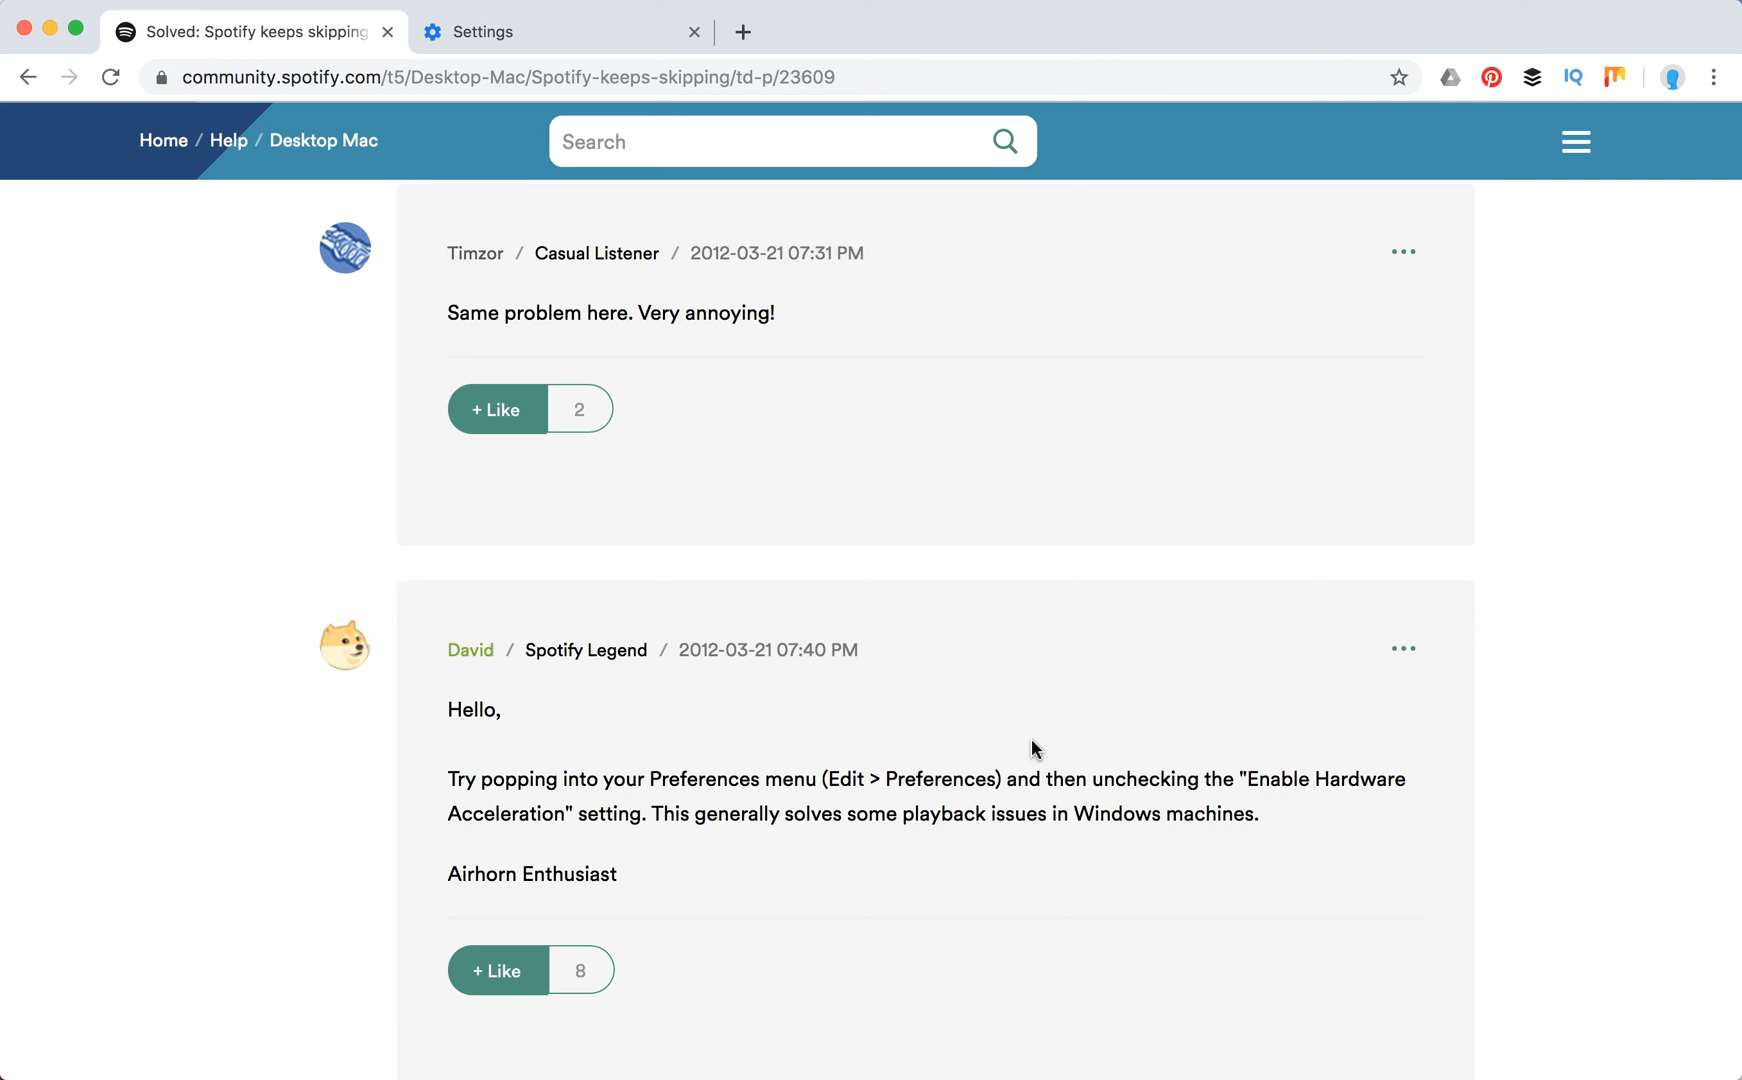 Solved: Spotify keeps skipping
Settings
community.spotify.com/t5/Desktop-Mac/Spotify-keeps-skipping/td-p/23609
IQ
Home / Help / Desktop Mac
Search
Timzor / Casual Listener / 2012-03-21 07:31 PM
Same problem here. Very annoying!
+ Like 2
David / Spotify Legend / 2012-03-21 07:40 PM
Hello,
Try popping into your Preferences menu (Edit > Preferences) and then unchecking the "Enable Hardware
Acceleration" setting. This generally solves some playback issues in Windows machines.
Airhorn Enthusiast
+ Like 8